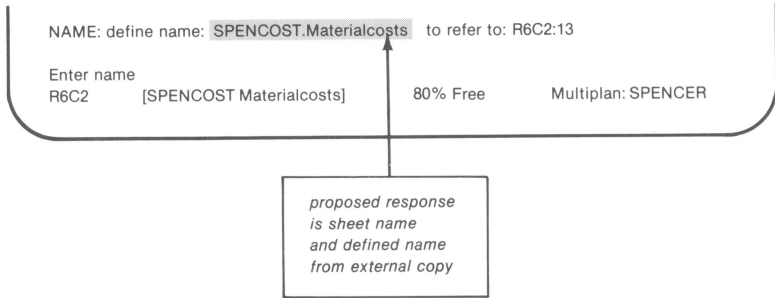 NAME: define name: SPENCOST.Materialcosts to refer to: R6C2:13
Enter name
R6C2 [SPENCOST Materialcosts] 80% Free Multiplan: SPENCER
proposed response
is sheet name
and defined name
from external copy